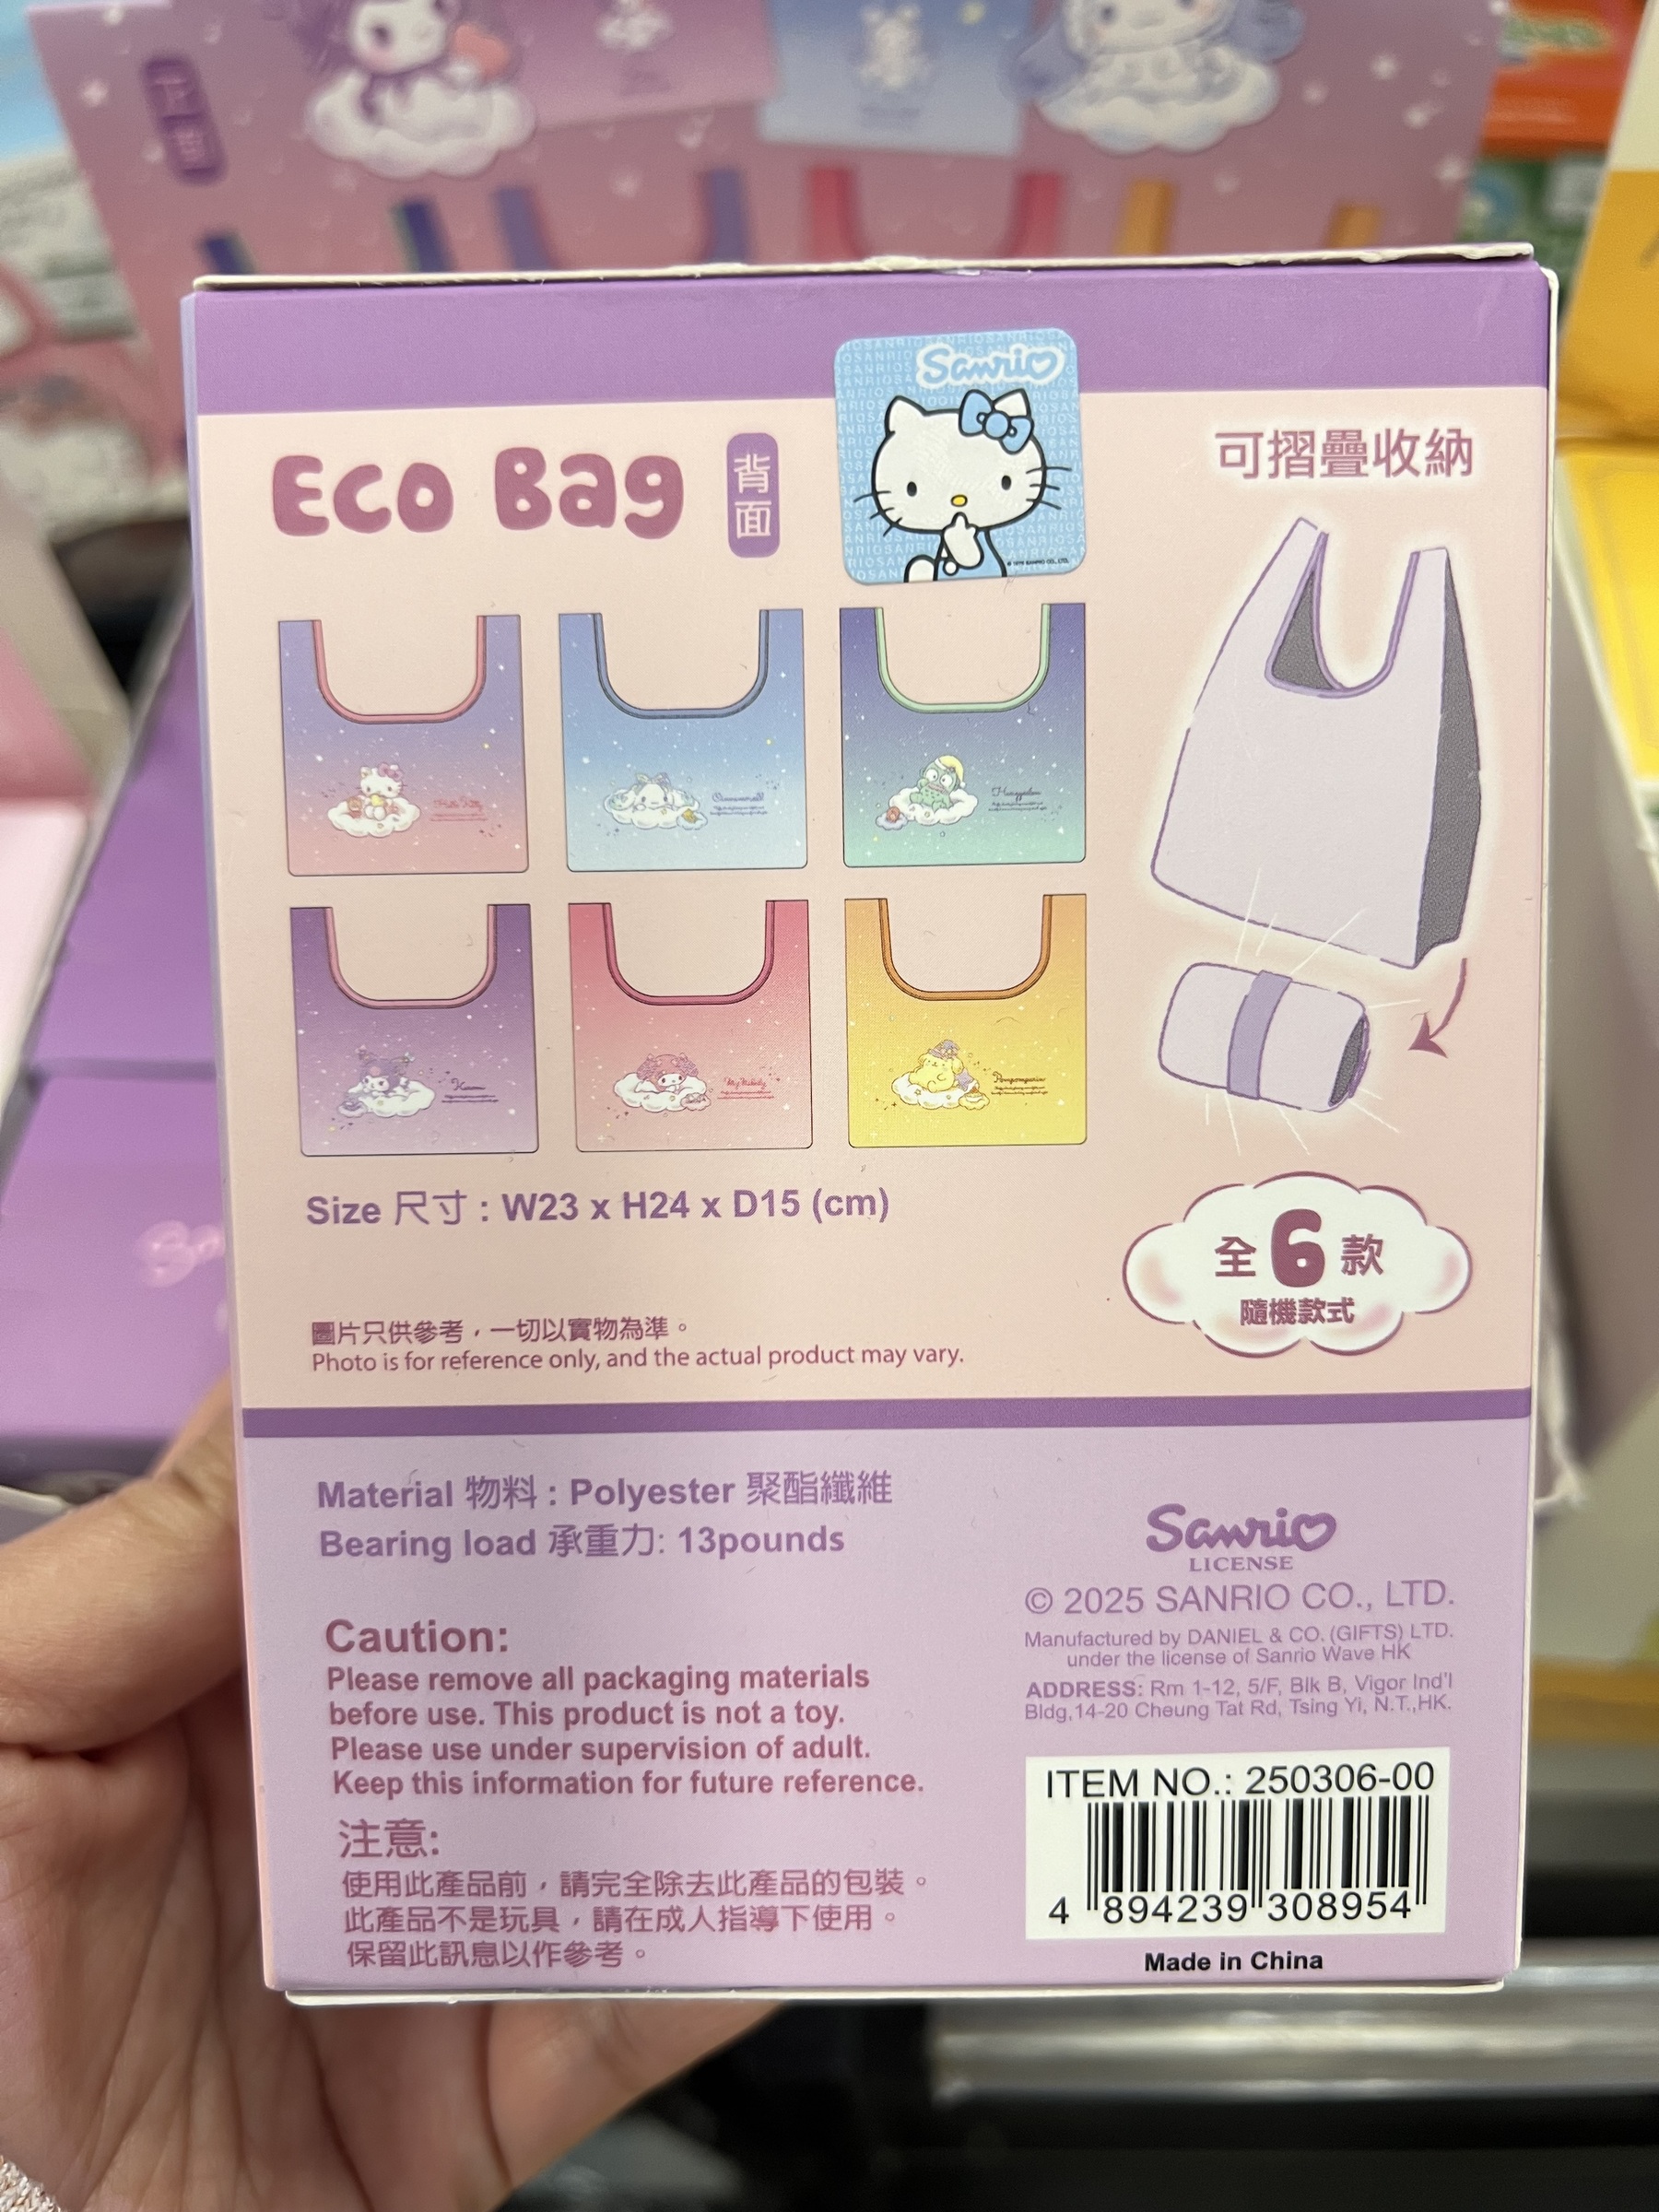 Sanrio
Eco Bag
背面
可摺疊收納
Hello Kitty
Cinnamoroll
Hangyodon
Kuromi
My Melody
Pompompurin
Size 尺寸 : W23 x H24 x D15 (cm)
全6款
隨機款式
圖片只供參考，一切以實物為準。
Photo is for reference only, and the actual product may vary.
Material 物料 : Polyester 聚酯纖維
Bearing load 承重力: 13pounds
Caution:
Please remove all packaging materials
before use. This product is not a toy.
Please use under supervision of adult.
Keep this information for future reference.
注意:
使用此產品前，請完全除去此產品的包裝。
此產品不是玩具，請在成人指導下使用。
保留此訊息以作參考。
Sanrio
LICENSE
© 2025 SANRIO CO., LTD.
Manufactured by DANIEL & CO. (GIFTS) LTD.
under the license of Sanrio Wave HK
ADDRESS: Rm 1-12, 5/F, Blk B, Vigor Ind'l
Bldg,14-20 Cheung Tat Rd, Tsing Yi, N.T.,HK.
ITEM NO.: 250306-00
4 894239 308954
Made in China